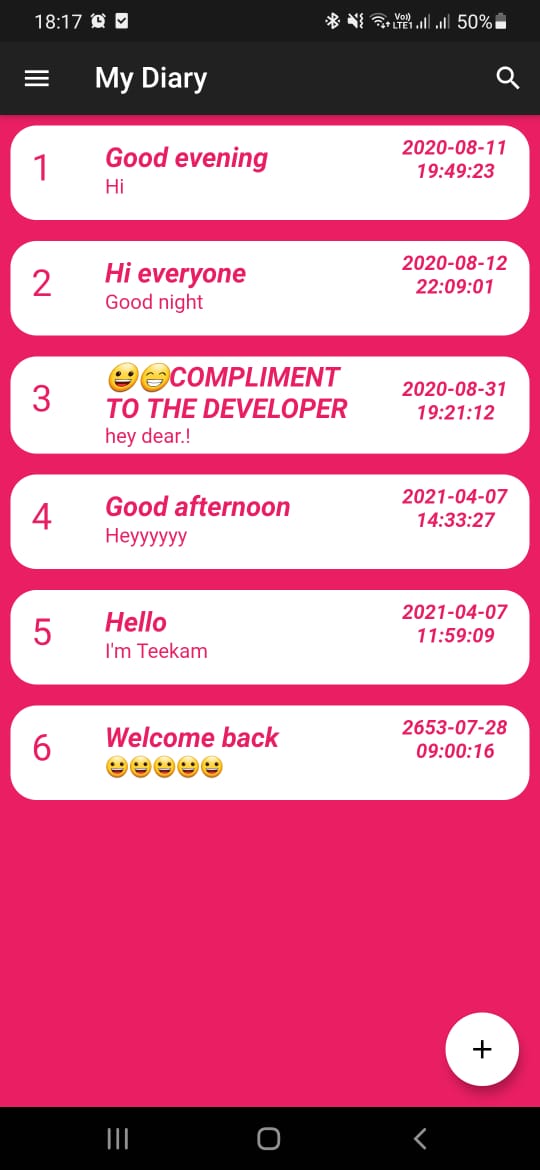 18:17 Vo)) LTE1 50%
My Diary
1
Good evening
Hi
2020-08-11
19:49:23
2
Hi everyone
Good night
2020-08-12
22:09:01
3
😀😁COMPLIMENT
TO THE DEVELOPER
hey dear.!
2020-08-31
19:21:12
4
Good afternoon
Heyyyyyy
2021-04-07
14:33:27
5
Hello
I'm Teekam
2021-04-07
11:59:09
6
Welcome back
😀😀😀😀😀
2653-07-28
09:00:16
+